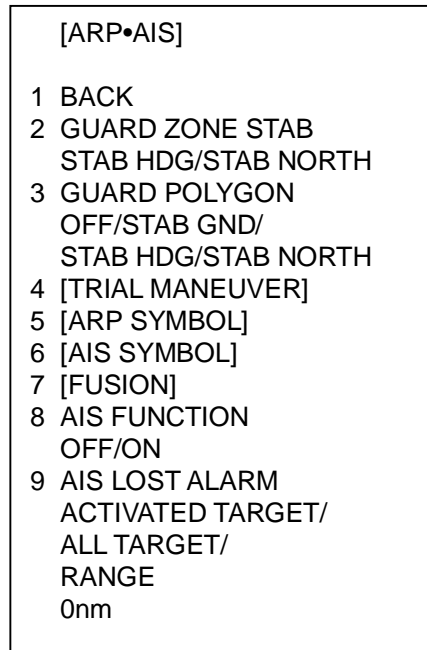 [ARP•AIS]
1 BACK
2 GUARD ZONE STAB
STAB HDG/STAB NORTH
3 GUARD POLYGON
OFF/STAB GND/
STAB HDG/STAB NORTH
4 [TRIAL MANEUVER]
5 [ARP SYMBOL]
6 [AIS SYMBOL]
7 [FUSION]
8 AIS FUNCTION
OFF/ON
9 AIS LOST ALARM
ACTIVATED TARGET/
ALL TARGET/
RANGE
0nm